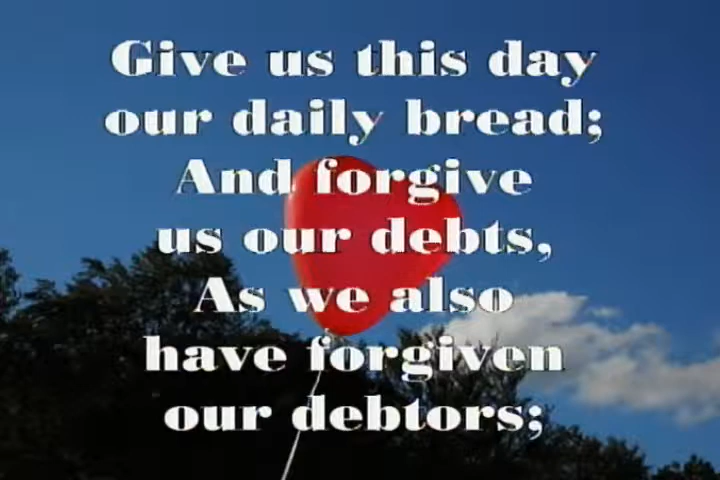 Give us this day
our daily bread;
And forgive
us our debts,
As we also
have forgiven
our debtors;